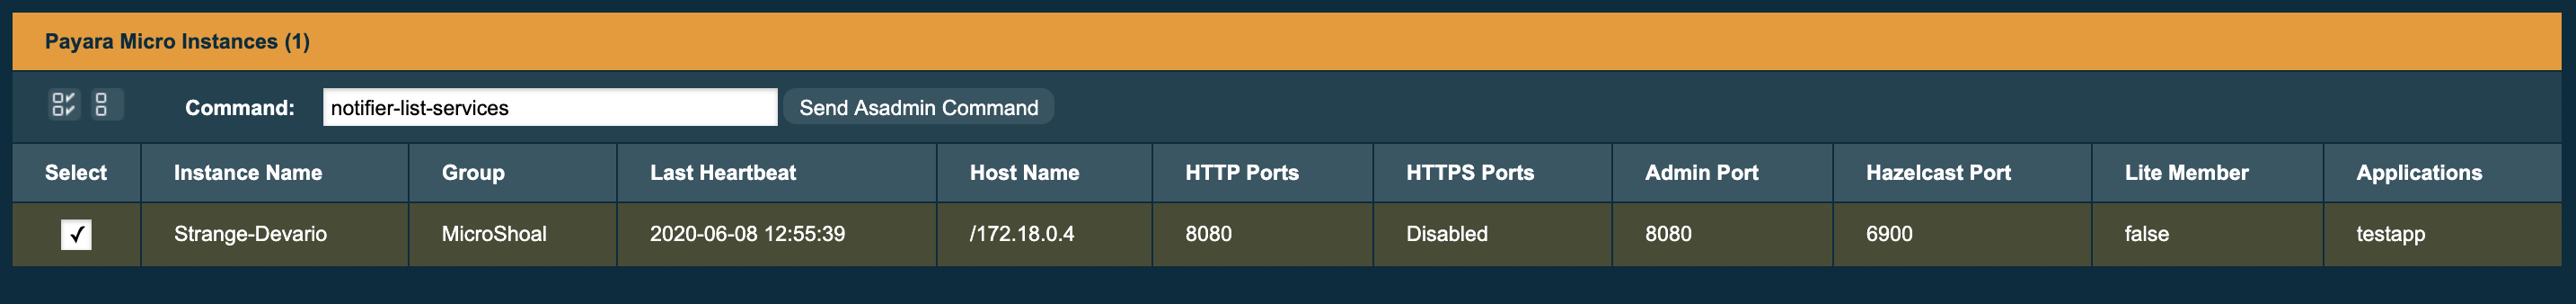 Payara Micro Instances (1)
Command: notifier-list-services Send Asadmin Command
Select Instance Name Group Last Heartbeat Host Name HTTP Ports HTTPS Ports Admin Port Hazelcast Port Lite Member Applications
Strange-Devario MicroShoal 2020-06-08 12:55:39 /172.18.0.4 8080 Disabled 8080 6900 false testapp